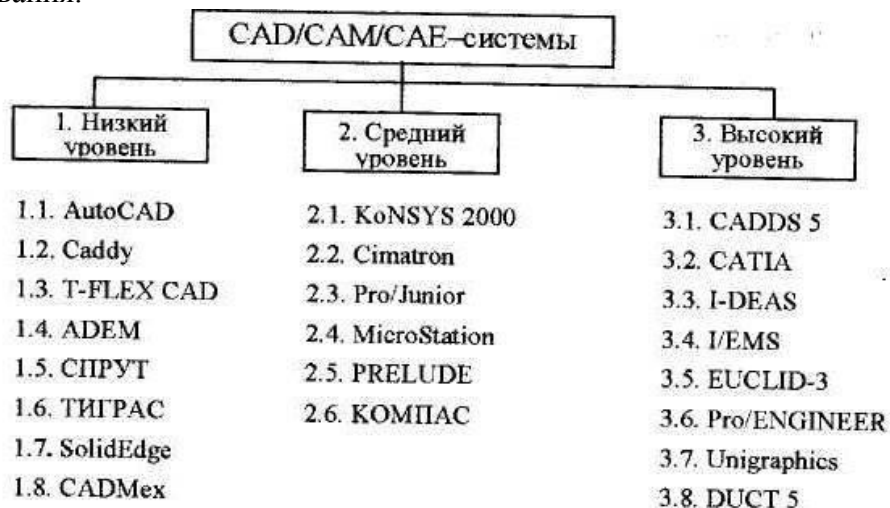 вания.
CAD/CAM/CAE–системы
1. Низкий
уровень
2. Средний
уровень
3. Высокий
уровень
1.1. AutoCAD
1.2. Caddy
1.3. T-FLEX CAD
1.4. ADEM
1.5. СПРУТ
1.6. ТИГРАС
1.7. SolidEdge
1.8. CADMex
2.1. KoNSYS 2000
2.2. Cimatron
2.3. Pro/Junior
2.4. MicroStation
2.5. PRELUDE
2.6. КОМПАС
3.1. CADDS 5
3.2. CATIA
3.3. I-DEAS
3.4. I/EMS
3.5. EUCLID-3
3.6. Pro/ENGINEER
3.7. Unigraphics
3.8. DUCT 5